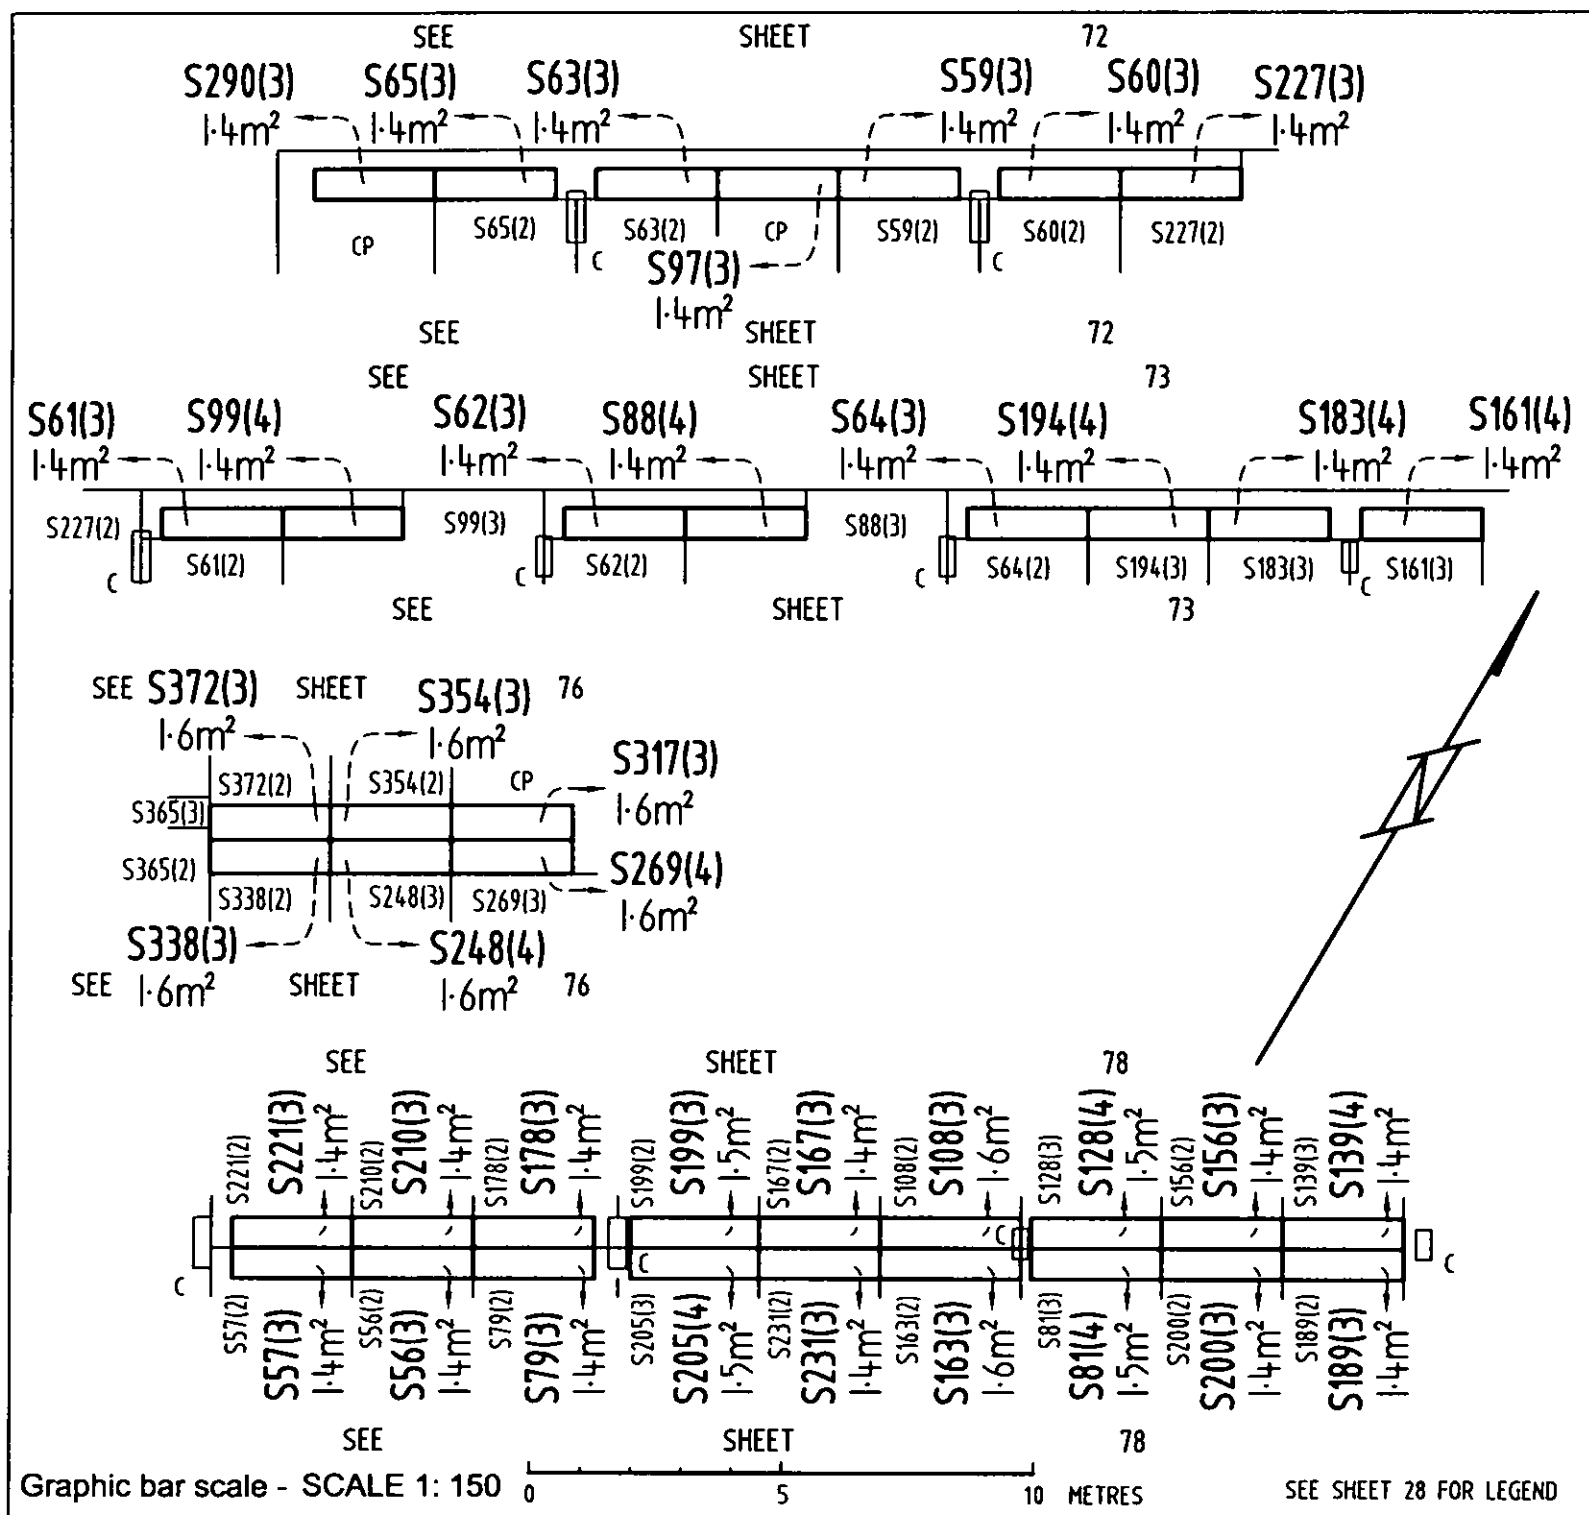 SEE SHEET 72
S290(3) S65(3) S63(3) S59(3) S60(3) S227(3)
1·4m² 1·4m² 1·4m² 1·4m² 1·4m² 1·4m²
CP S65(2) S63(2) CP S59(2) S60(2) S227(2)
C C
S97(3)
1·4m²
SEE SHEET 72
SEE SHEET 73
S61(3) S99(4) S62(3) S88(4) S64(3) S194(4) S183(4) S161(4)
1·4m² 1·4m² 1·4m² 1·4m² 1·4m² 1·4m² 1·4m² 1·4m²
S227(2) S99(3) S88(3)
C S61(2) C S62(2) C S64(2) S194(3) S183(3) C S161(3)
SEE SHEET 73
SEE S372(3) SHEET S354(3) 76
1·6m² 1·6m²
S372(2) S354(2) CP S317(3)
1·6m²
S365(3)
S365(2)
S338(2) S248(3) S269(3) S269(4)
1·6m²
S338(3) S248(4)
SEE 1·6m² SHEET 1·6m² 76
SEE SHEET 78
S221(2) S221(3) 1·4m² S210(2) S210(3) 1·4m² S178(2) S178(3) 1·4m² S199(2) S199(3) 1·5m² S167(2) S167(3) 1·4m² S108(2) S108(3) 1·6m² S128(3) S128(4) 1·5m² S156(2) S156(3) 1·4m² S139(3) S139(4) 1·4m²
C C C C
S57(2) S57(3) 1·4m² S56(2) S56(3) 1·4m² S79(2) S79(3) 1·4m² S205(3) S205(4) 1·5m² S231(2) S231(3) 1·4m² S163(2) S163(3) 1·6m² S81(3) S81(4) 1·5m² S200(2) S200(3) 1·4m² S189(2) S189(3) 1·4m²
SEE SHEET 78
Graphic bar scale - SCALE 1: 150 0 5 10 METRES SEE SHEET 28 FOR LEGEND